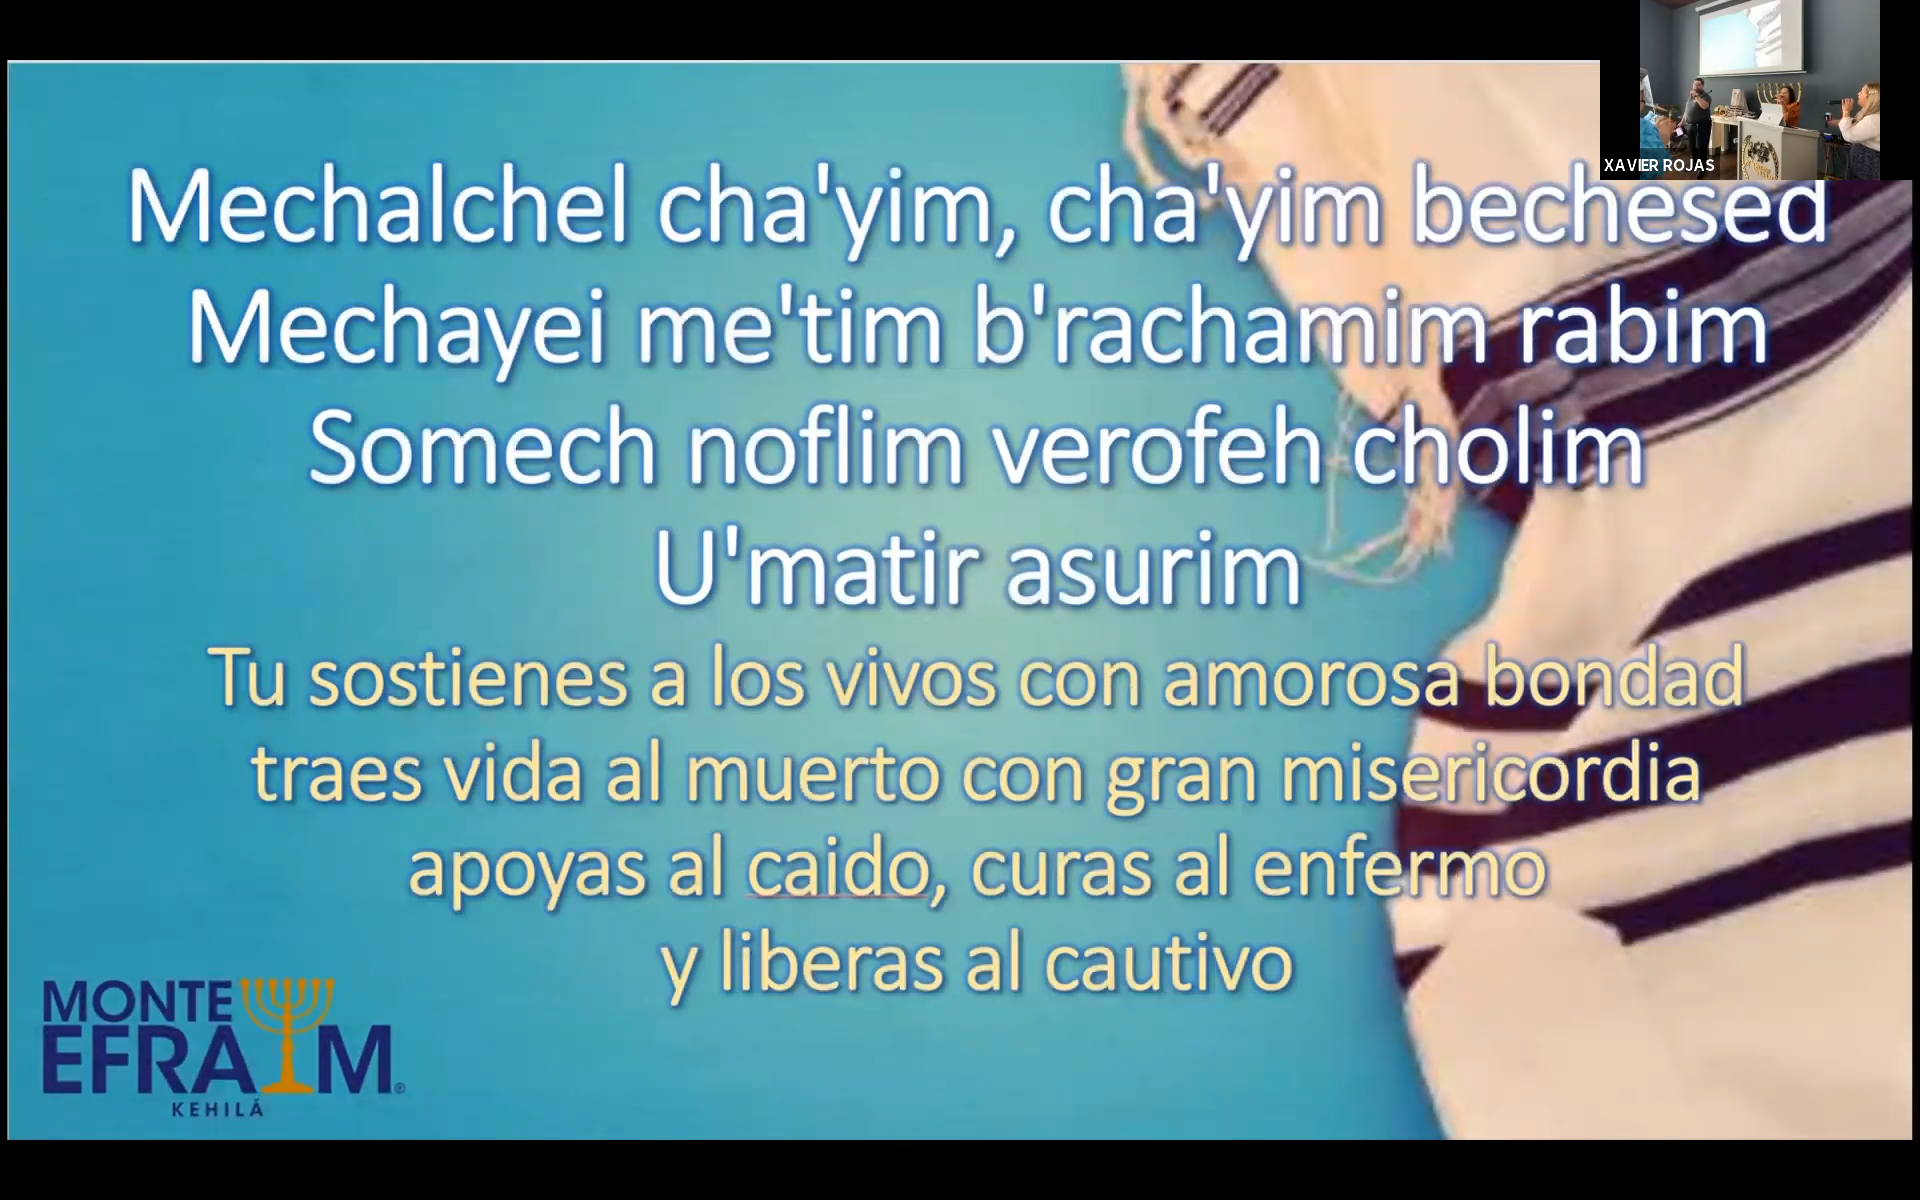 XAVIER ROJAS
Mechalchel cha'yim, cha'yim bechesed
Mechayei me'tim b'rachamim rabim
Somech noflim verofeh cholim
U'matir asurim
Tu sostienes a los vivos con amorosa bondad
traes vida al muerto con gran misericordia
apoyas al caido, curas al enfermo
y liberas al cautivo
MONTE
EFRAIM®
KEHILÁ